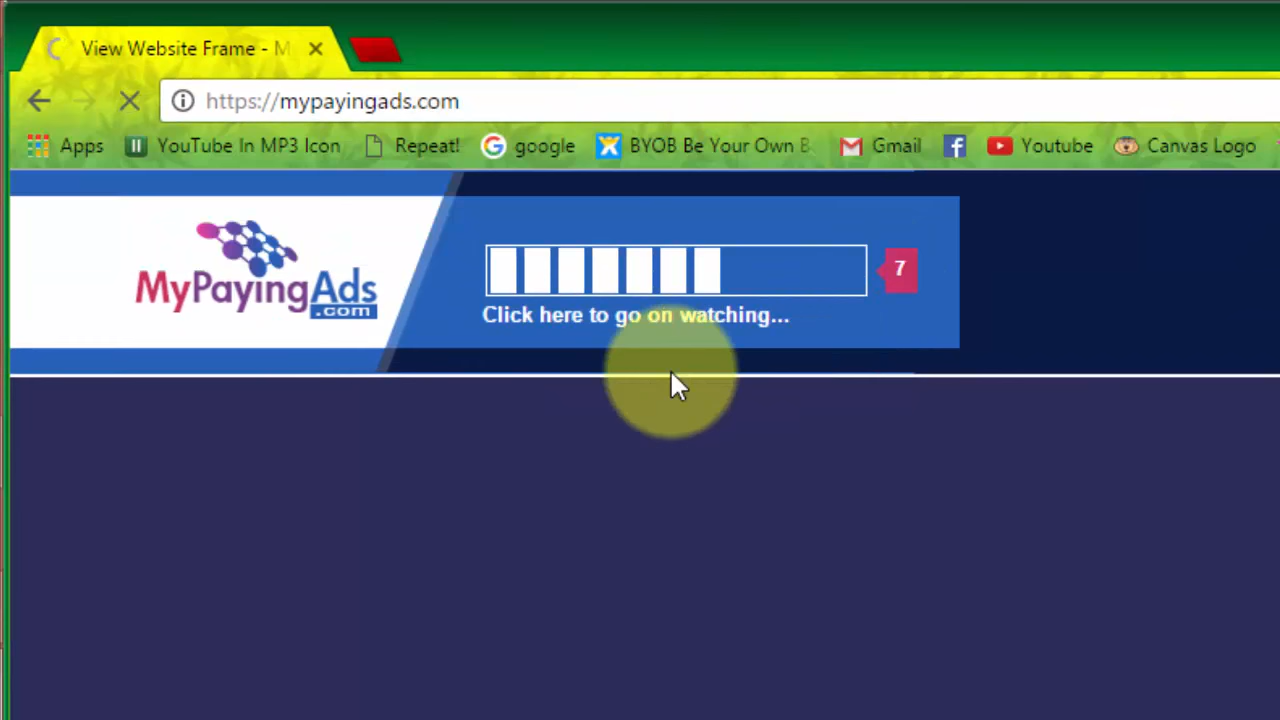 View Website Frame - M
https://mypayingads.com
Apps YouTube In MP3 Icon Repeat! google BYOB Be Your Own B Gmail Youtube Canvas Logo
MyPayingAds
.com
7
Click here to go on watching...